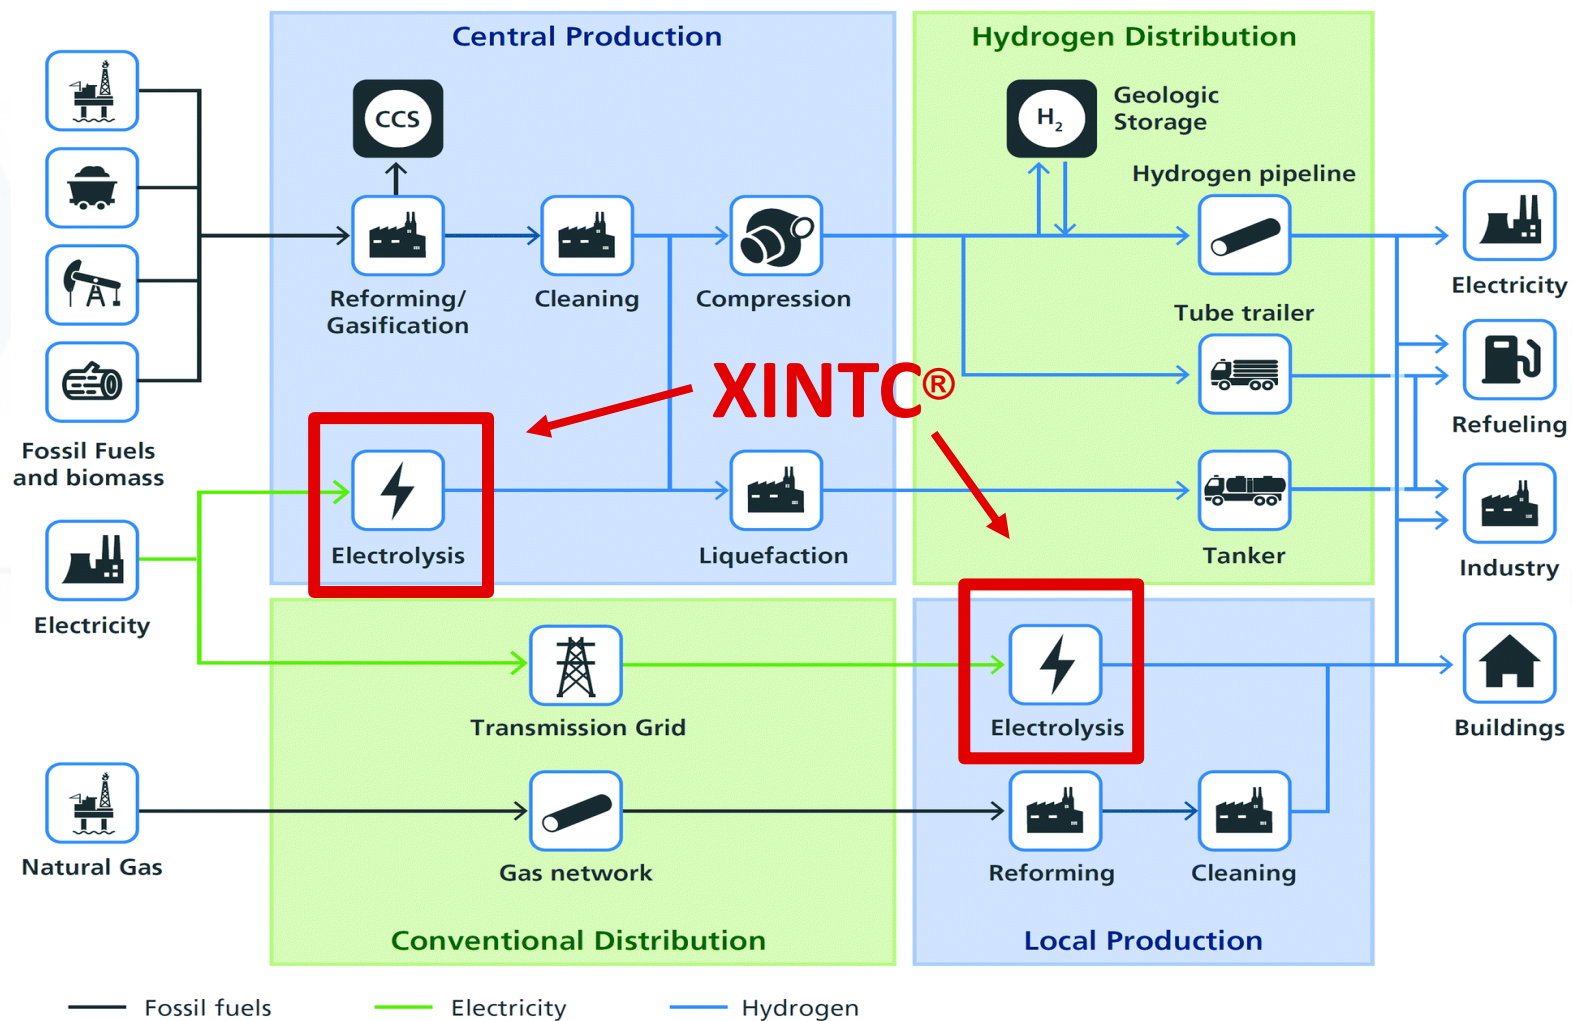 Central Production
Hydrogen Distribution
CCS
H2
Geologic
Storage
Hydrogen pipeline
Reforming/
Gasification
Cleaning
Compression
Electricity
Tube trailer
XINTC®
Refueling
Fossil Fuels
and biomass
Electrolysis
Liquefaction
Tanker
Industry
Electricity
Transmission Grid
Electrolysis
Buildings
Natural Gas
Gas network
Reforming
Cleaning
Conventional Distribution
Local Production
Fossil fuels
Electricity
Hydrogen